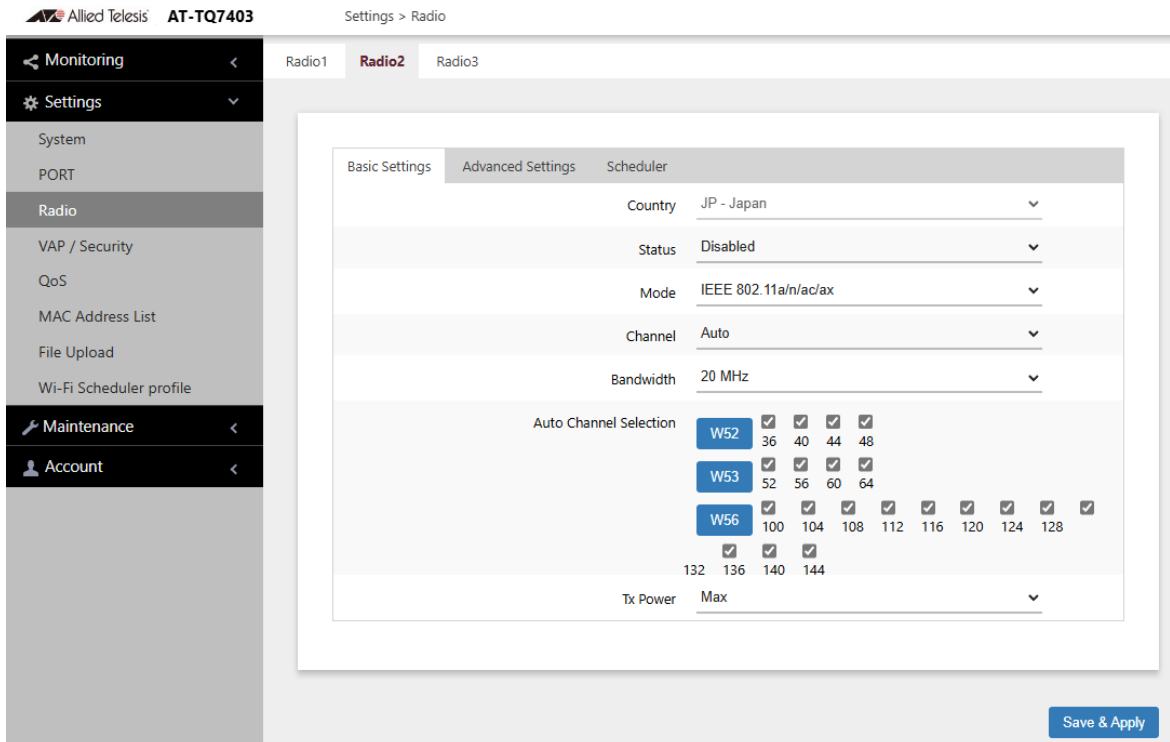 Allied Telesis AT-TQ7403 Settings > Radio
Monitoring
Radio1 Radio2 Radio3
Settings
System
PORT
Radio
VAP / Security
QoS
MAC Address List
File Upload
Wi-Fi Scheduler profile
Maintenance
Account
Basic Settings Advanced Settings Scheduler
Country JP - Japan
Status Disabled
Mode IEEE 802.11a/n/ac/ax
Channel Auto
Bandwidth 20 MHz
Auto Channel Selection
W52
36 40 44 48
W53
52 56 60 64
W56
100 104 108 112 116 120 124 128
132 136 140 144
Tx Power Max
Save & Apply